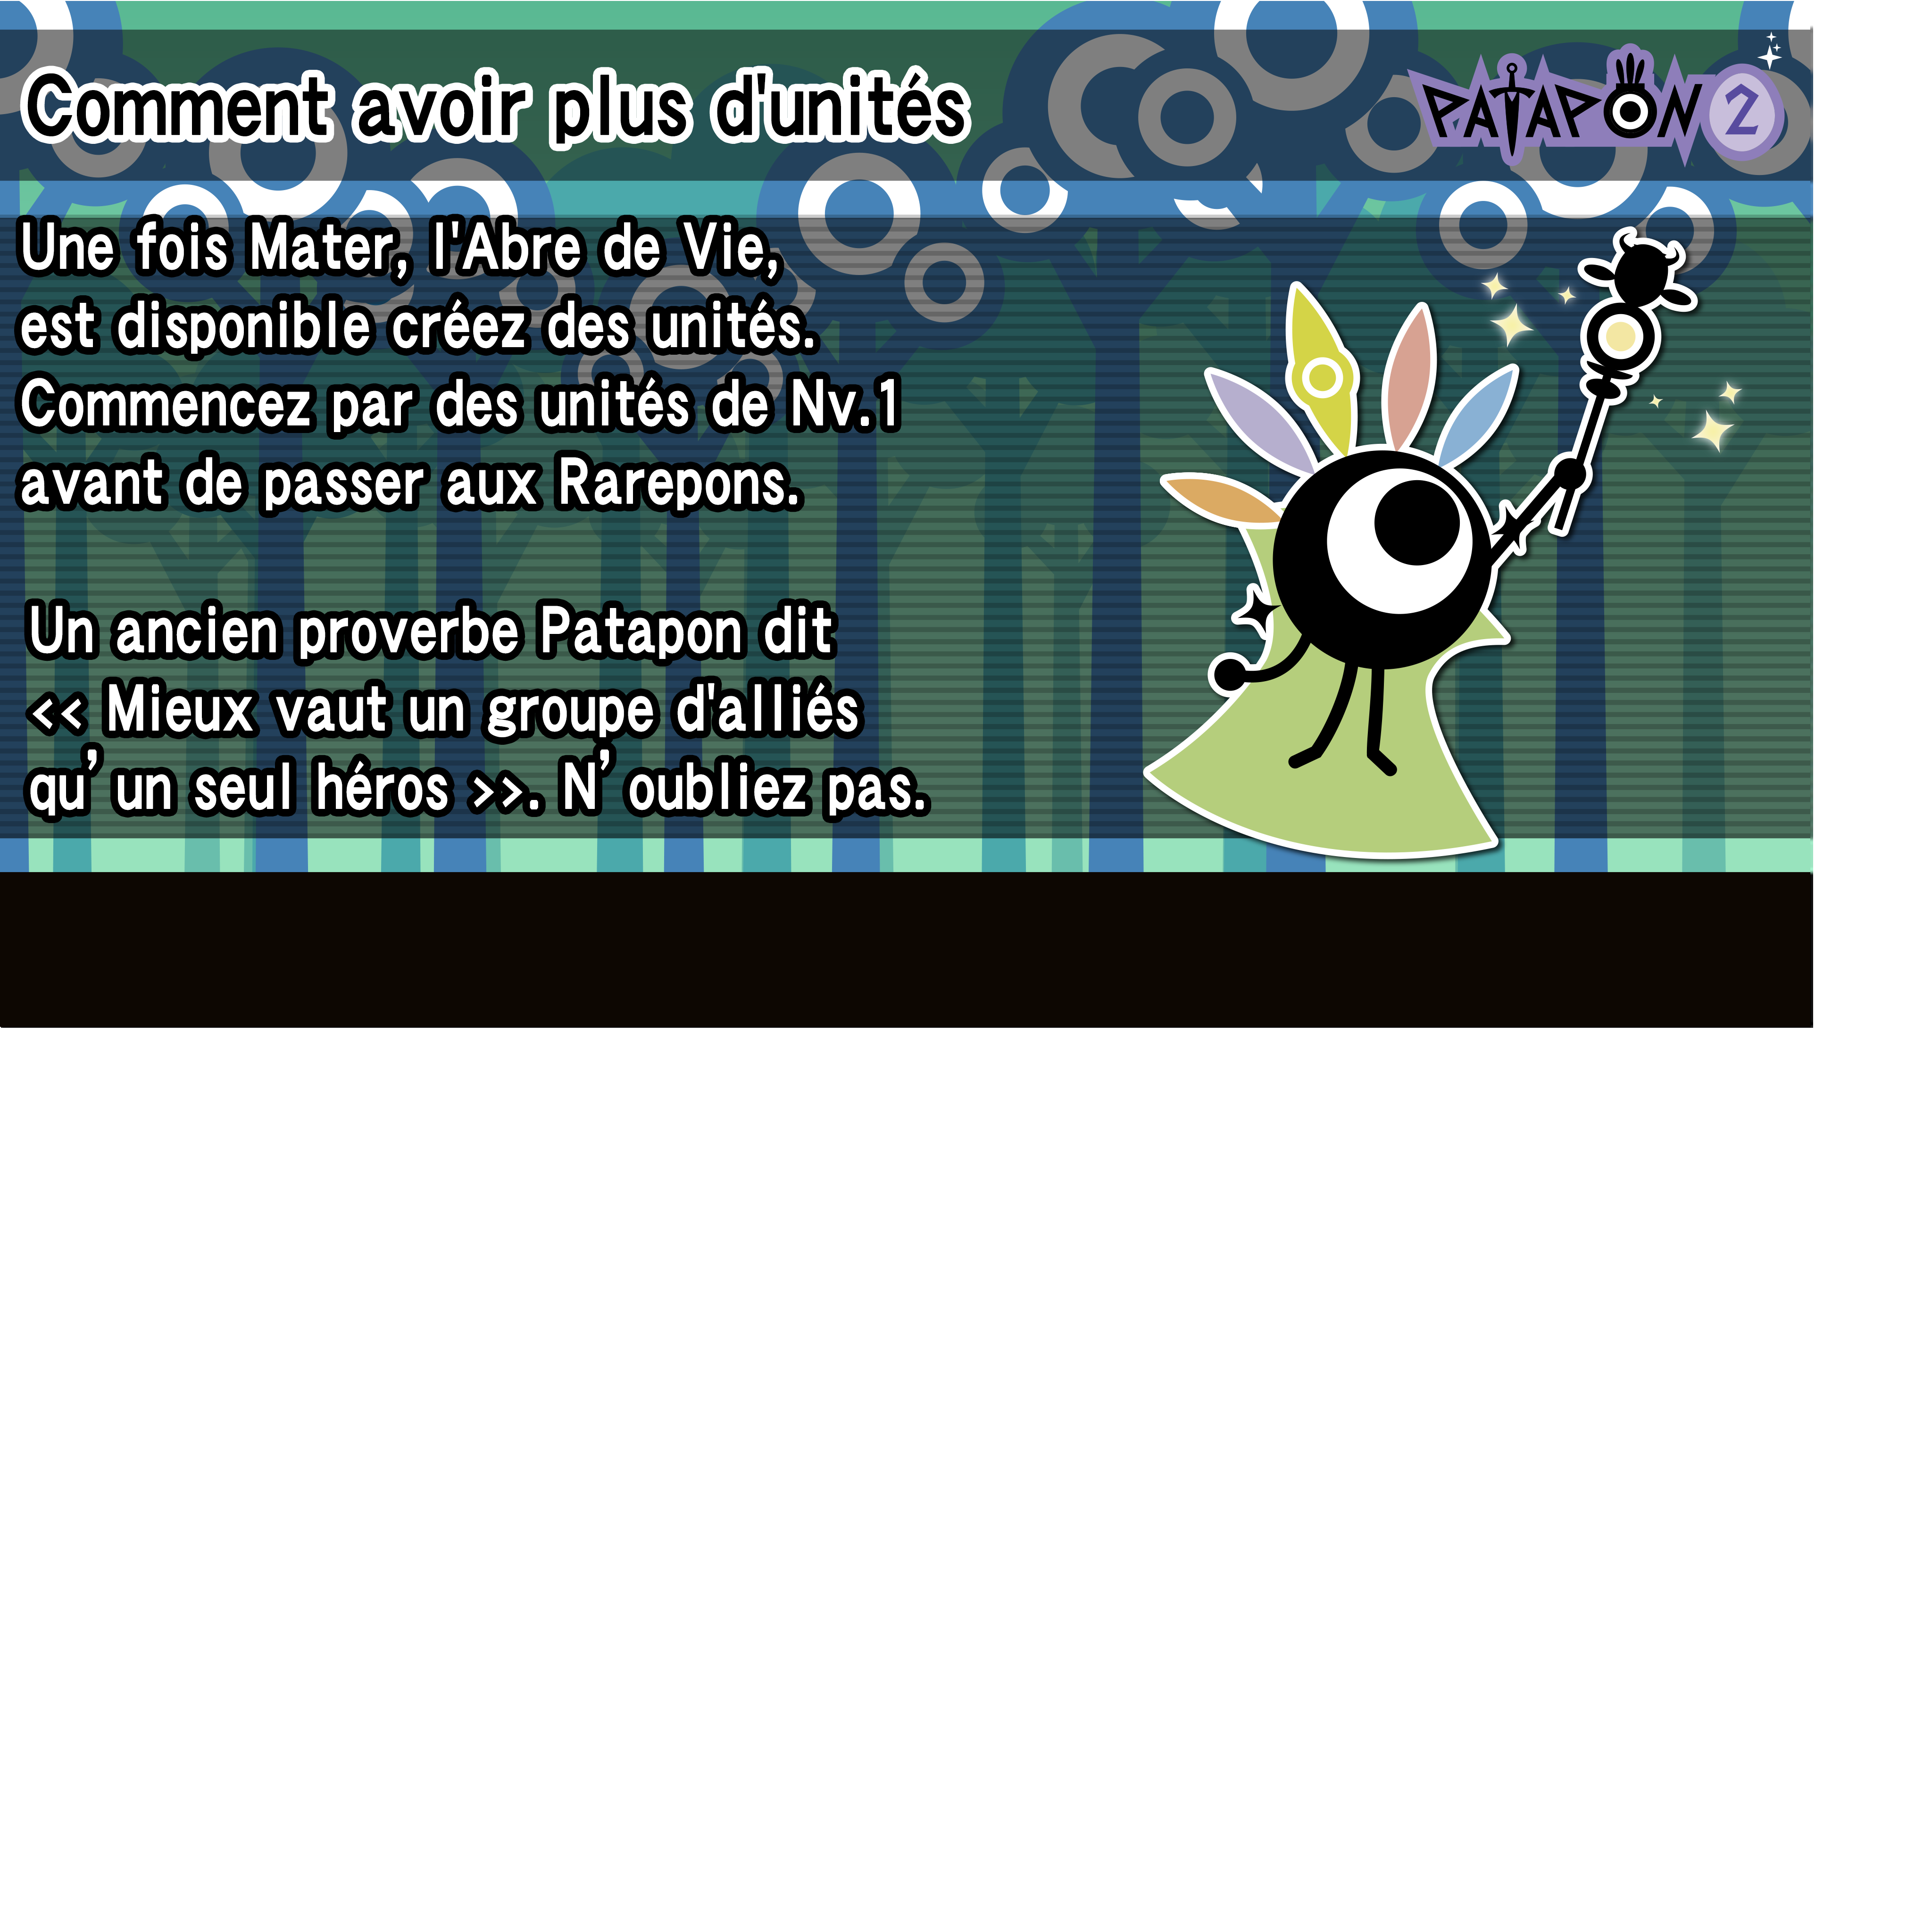 Comment avoir plus d'unités
PATAPON 2
Une fois Mater, l'Abre de Vie,
est disponible créez des unités.
Commencez par des unités de Nv.1
avant de passer aux Rarepons.
Un ancien proverbe Patapon dit
<< Mieux vaut un groupe d'alliés
qu’un seul héros >>. N’oubliez pas.